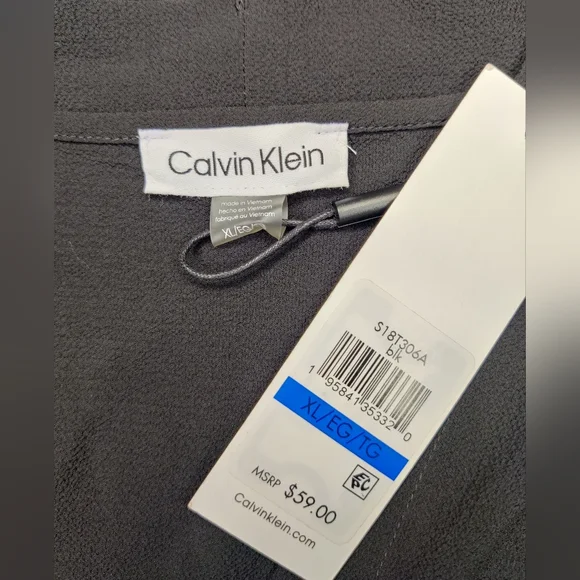 Calvin Klein
made in Vietnam
hecho en Vietnam
fabriqué au Vietnam
XL/EG/
S18T306A
blk
1 95841 35332 0
XL/EG/TG
EPC
MSRP $59.00
Calvinklein.com